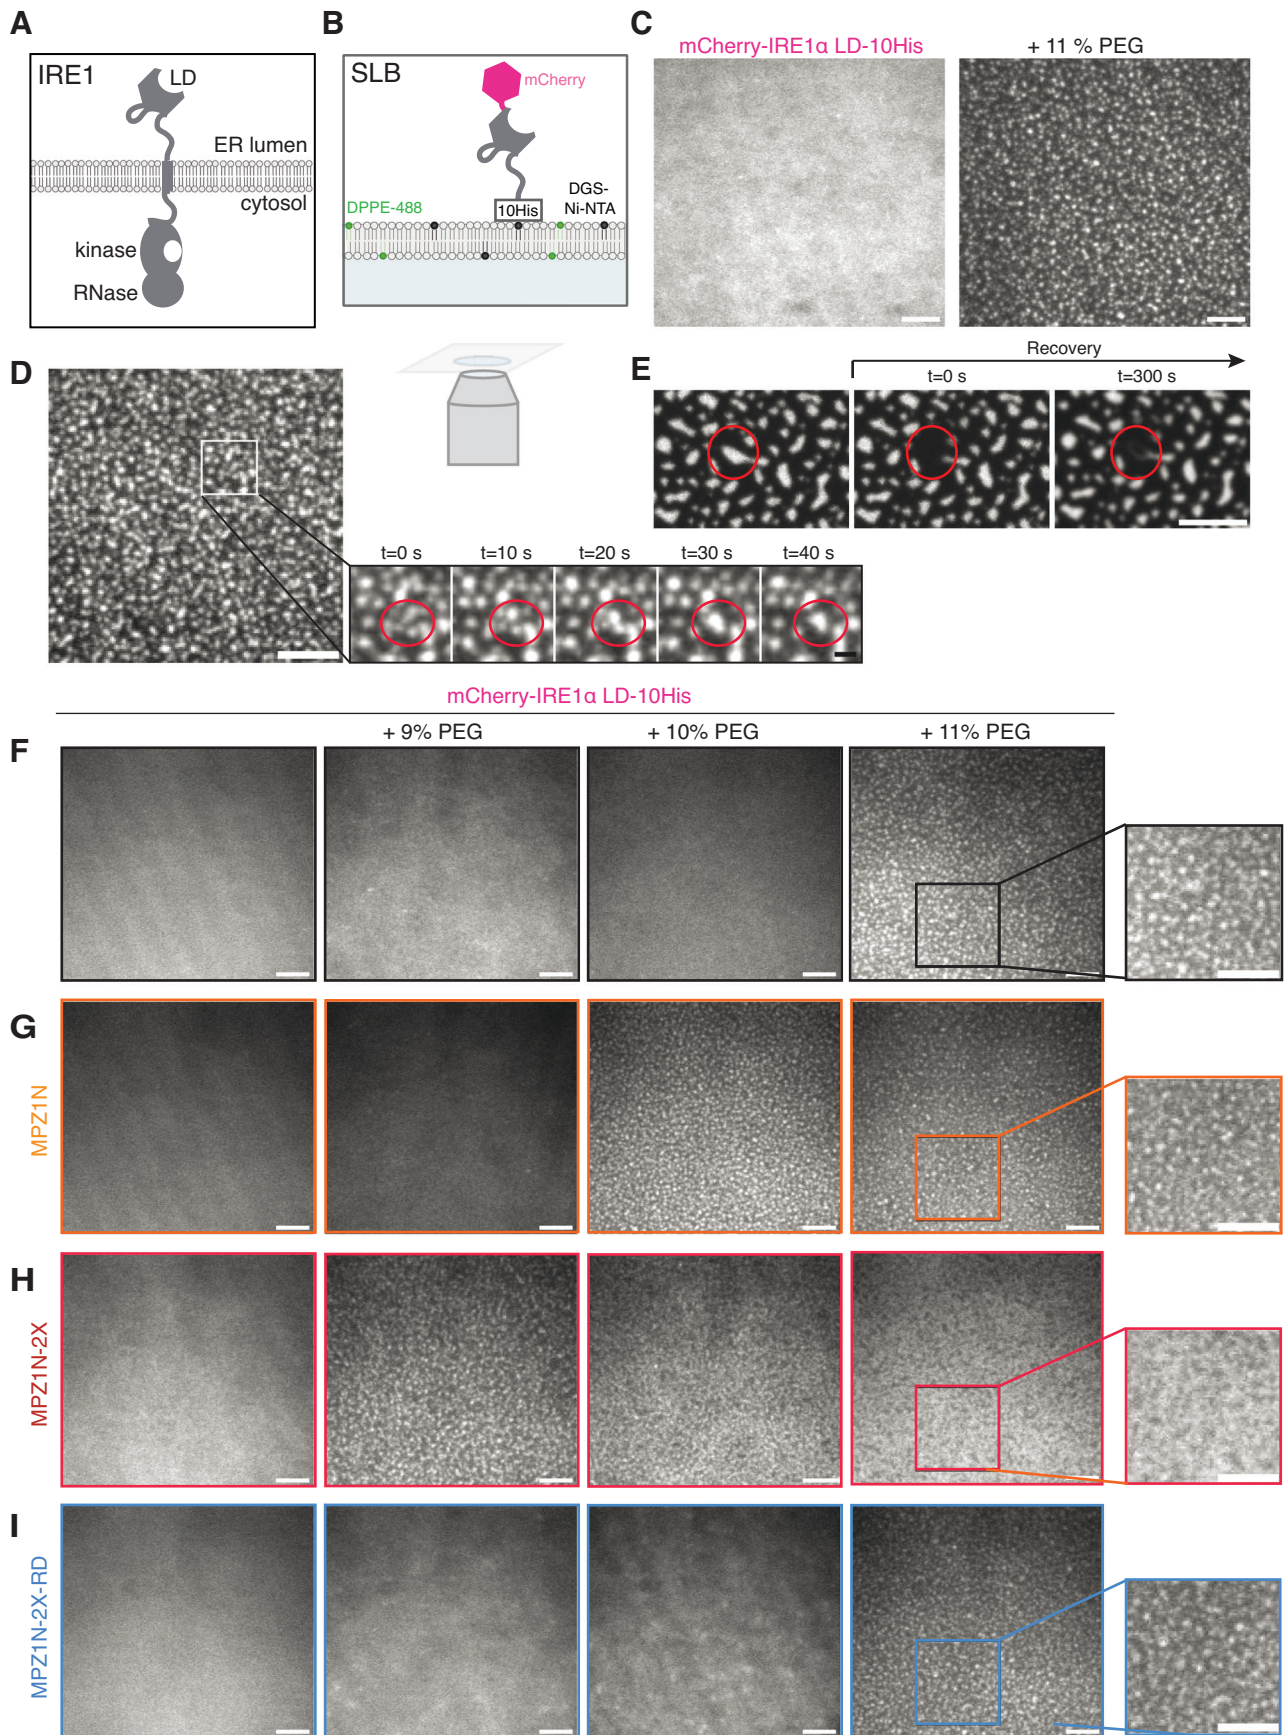 A
IRE1
LD
ER lumen
cytosol
kinase
RNase
B
SLB
mCherry
DPPE-488
10His
DGS-
Ni-NTA
C
mCherry-IRE1α LD-10His
+ 11 % PEG
D
t=0 s
t=10 s
t=20 s
t=30 s
t=40 s
E
Recovery
t=0 s
t=300 s
mCherry-IRE1α LD-10His
+ 9% PEG
+ 10% PEG
+ 11% PEG
F
G
MPZ1N
H
MPZ1N-2X
I
MPZ1N-2X-RD